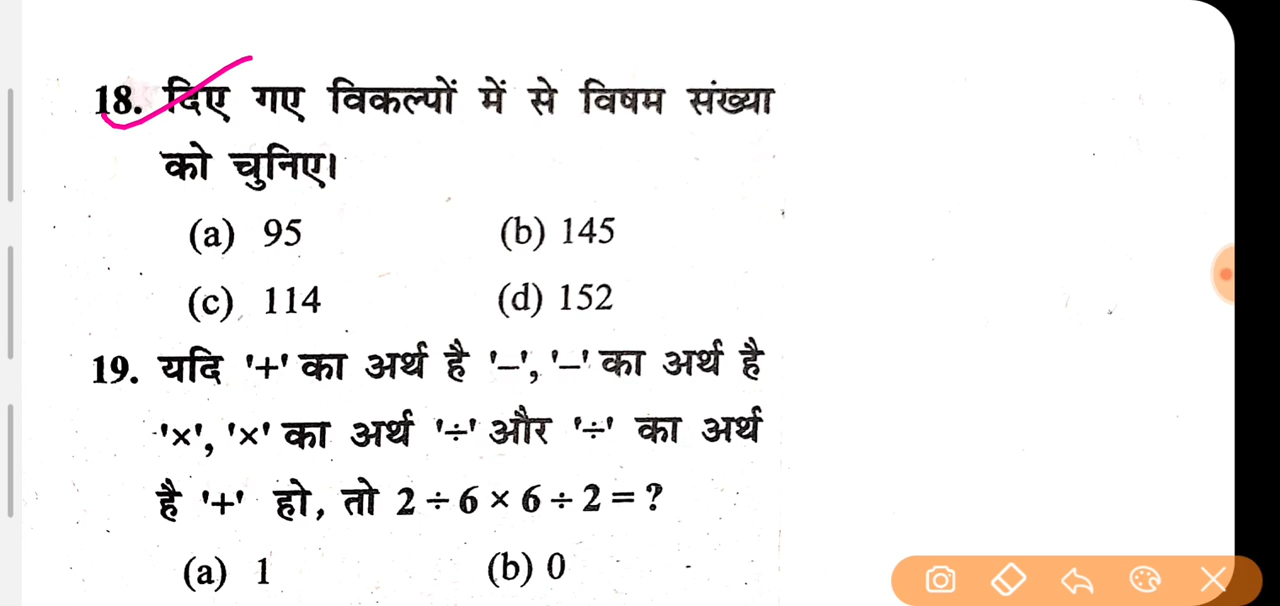 18. दिए गए विकल्पों में से विषम संख्या
को चुनिए।
(a) 95 (b) 145
(c) 114 (d) 152
19. यदि '+' का अर्थ है '–', '–' का अर्थ है
'×', '×' का अर्थ '÷' और '÷' का अर्थ
है '+' हो, तो 2 ÷ 6 × 6 ÷ 2 = ?
(a) 1 (b) 0